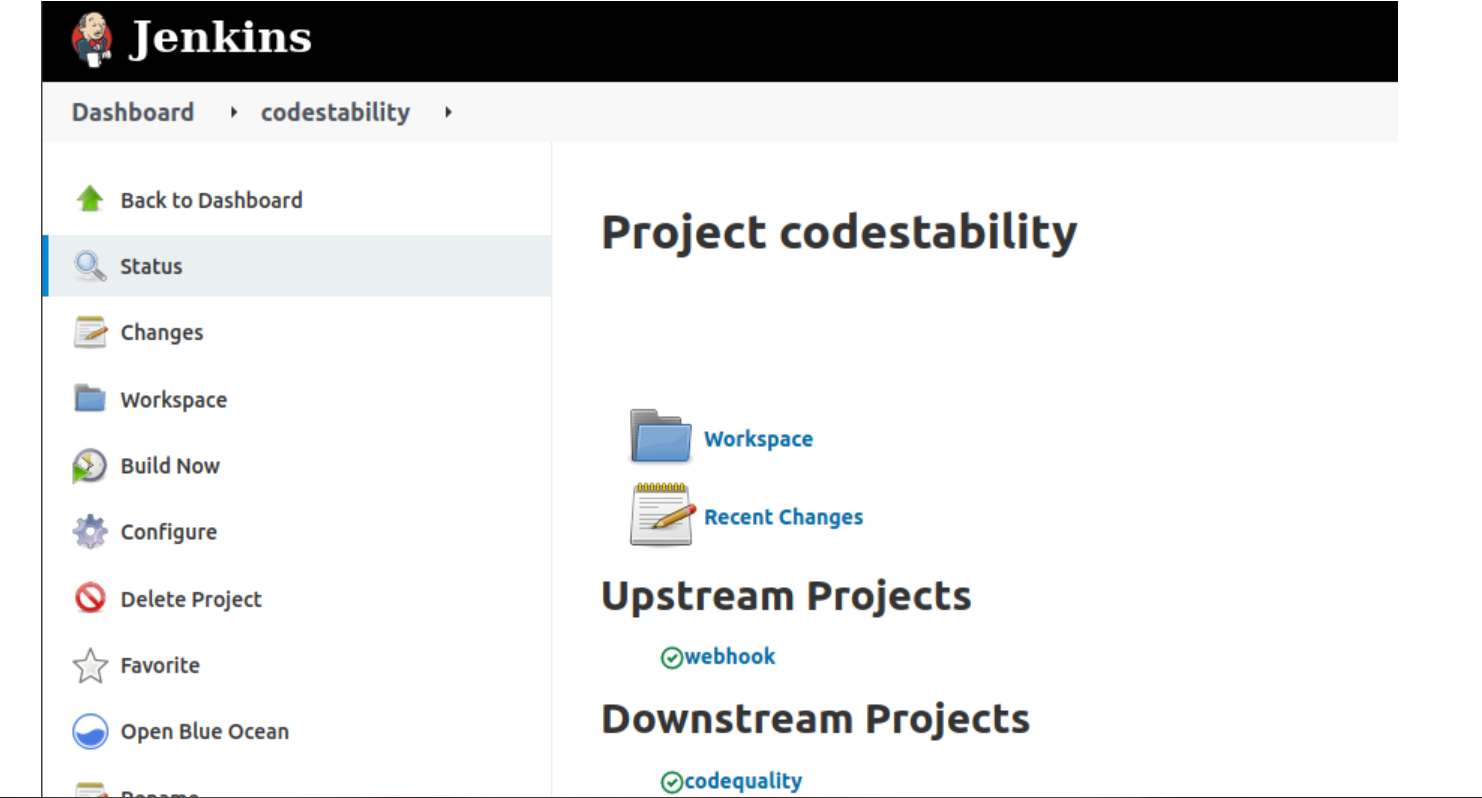 Jenkins
Dashboard codestability
Back to Dashboard
Status
Changes
Workspace
Build Now
Configure
Delete Project
Favorite
Open Blue Ocean
Rename
Project codestability
Workspace
Recent Changes
Upstream Projects
webhook
Downstream Projects
codequality